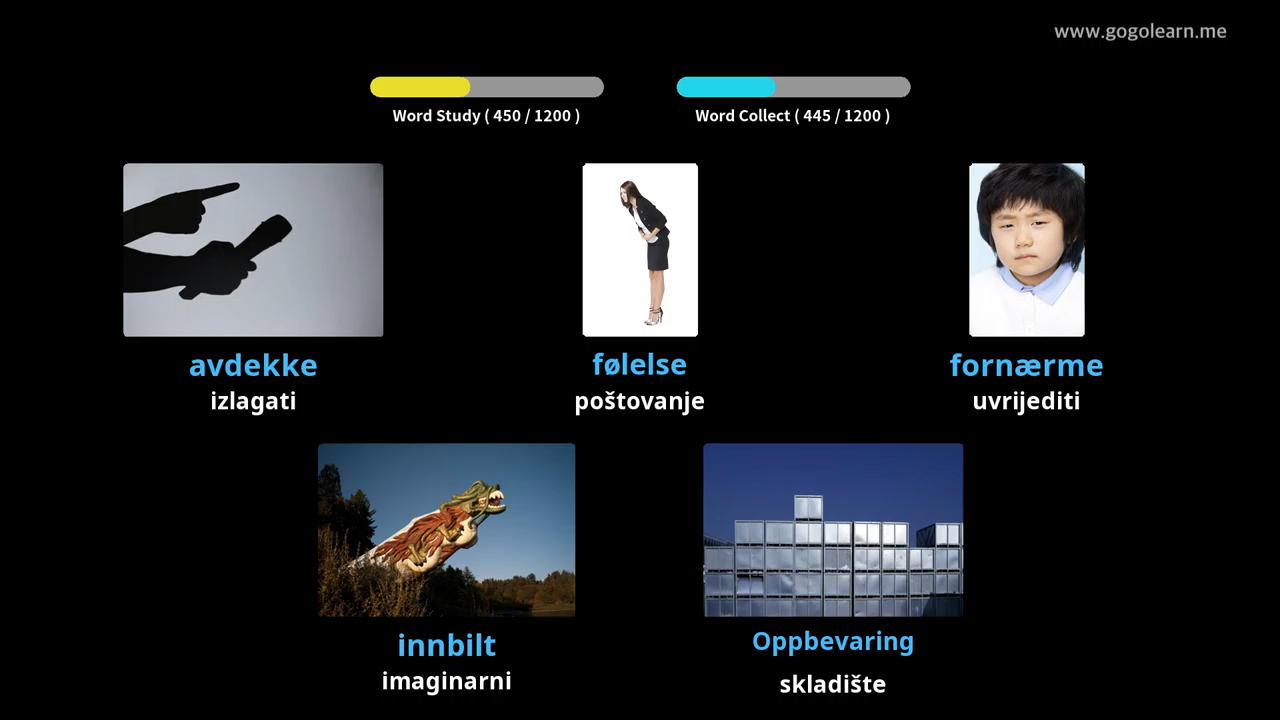 www.gogolearn.me
Word Study ( 450 / 1200 )
Word Collect ( 445 / 1200 )
avdekke
izlagati
følelse
poštovanje
fornærme
uvrijediti
innbilt
imaginarni
Oppbevaring
skladište